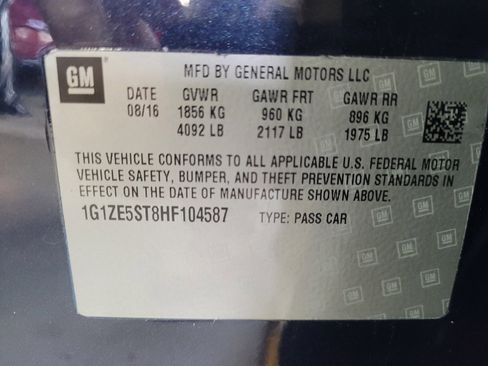 GM MFD BY GENERAL MOTORS LLC
DATE GVWR GAWR FRT GAWR RR
08/16 1856 KG 960 KG 896 KG
4092 LB 2117 LB 1975 LB
THIS VEHICLE CONFORMS TO ALL APPLICABLE U.S. FEDERAL MOTOR
VEHICLE SAFETY, BUMPER, AND THEFT PREVENTION STANDARDS IN
EFFECT ON THE DATE OF MANUFACTURE SHOWN ABOVE.
1G1ZE5ST8HF104587 TYPE: PASS CAR